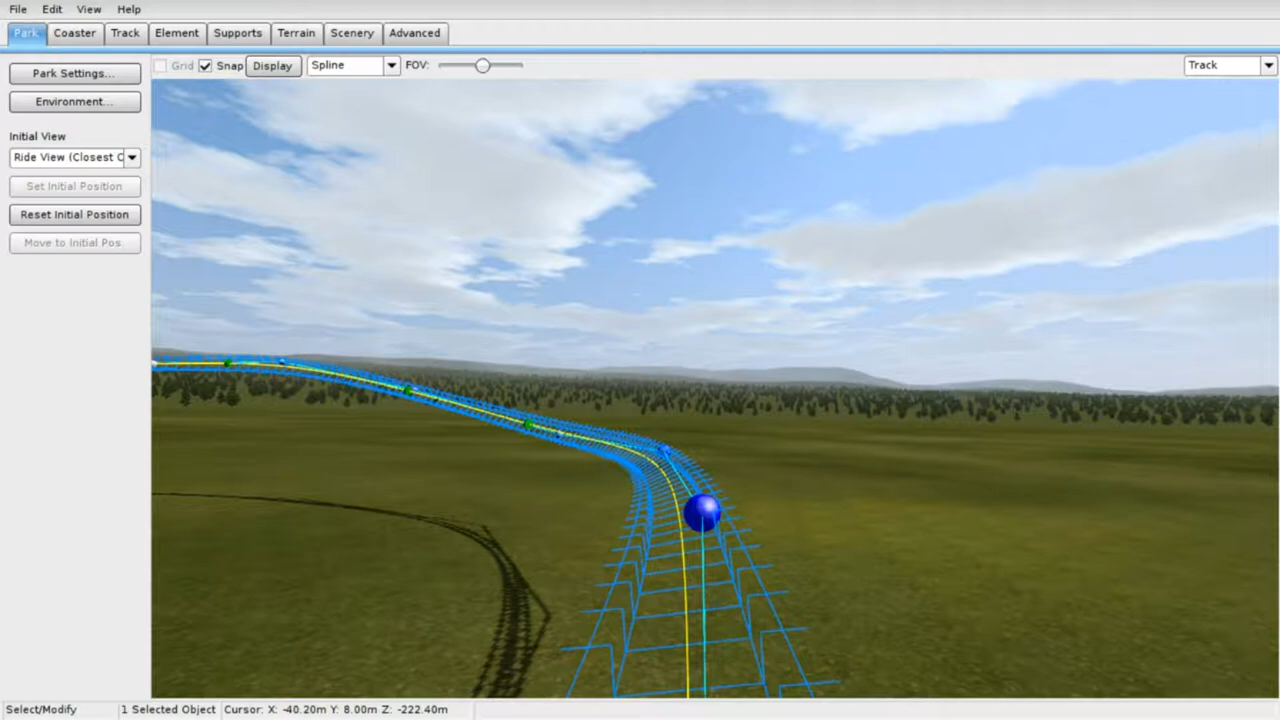 File Edit View Help
Park Coaster Track Element Supports Terrain Scenery Advanced
Park Settings... Grid Snap Display Spline FOV: Track
Environment...
Initial View
Ride View (Closest C
Set Initial Position
Reset Initial Position
Move to Initial Pos
Select/Modify 1 Selected Object Cursor: X: -40.20m Y: 8.00m Z: -222.40m